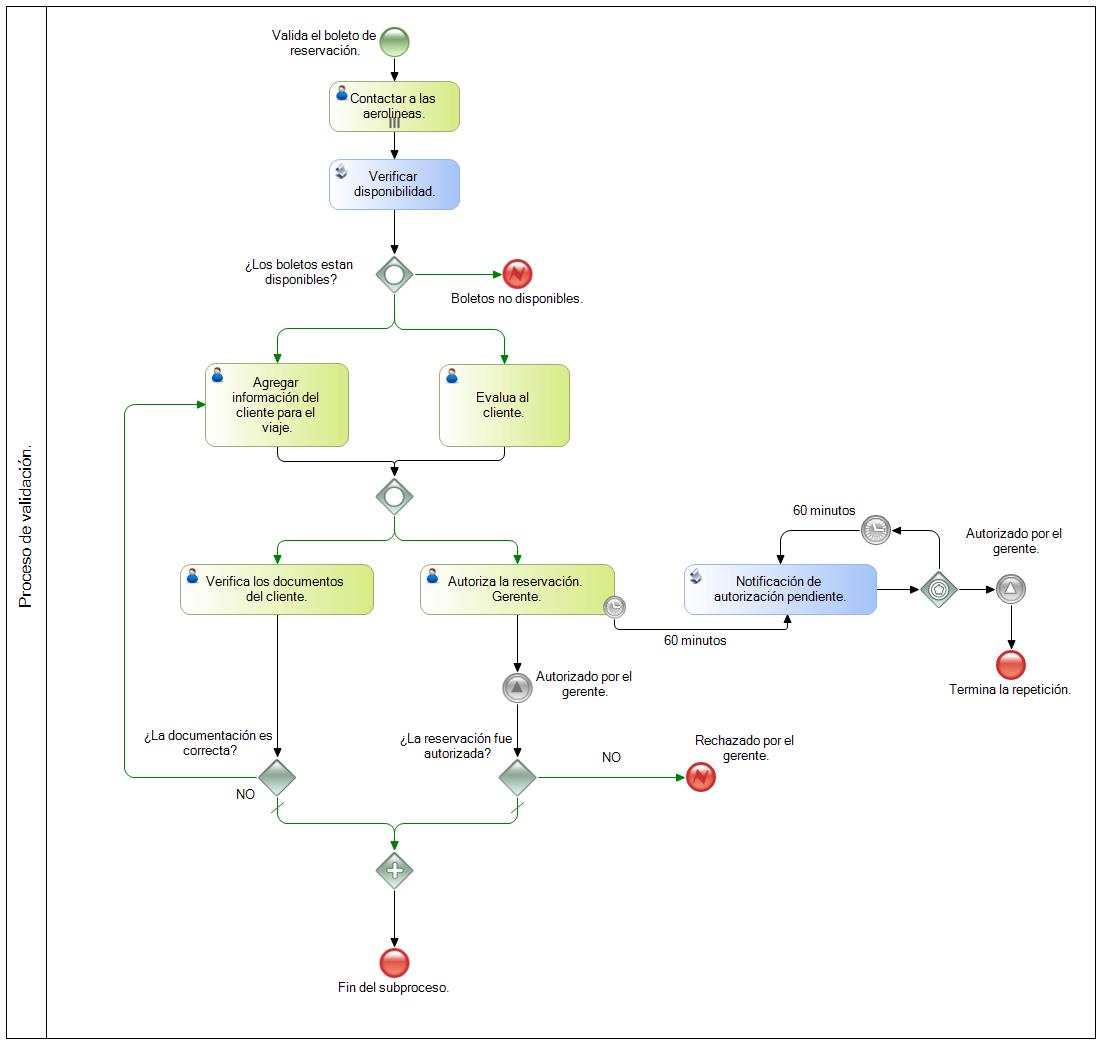 Proceso de validación.
Valida el boleto de
reservación.
Contactar a las
aerolineas.
Verificar
disponibilidad.
¿Los boletos estan
disponibles?
Boletos no disponibles.
Agregar
información del
cliente para el
viaje.
Evalua al
cliente.
60 minutos
Autorizado por el
gerente.
Verifica los documentos
del cliente.
Autoriza la reservación.
Gerente.
Notificación de
autorización pendiente.
60 minutos
Autorizado por el
gerente.
Termina la repetición.
¿La documentación es
correcta?
NO
¿La reservación fue
autorizada?
NO
Rechazado por el
gerente.
Fin del subproceso.